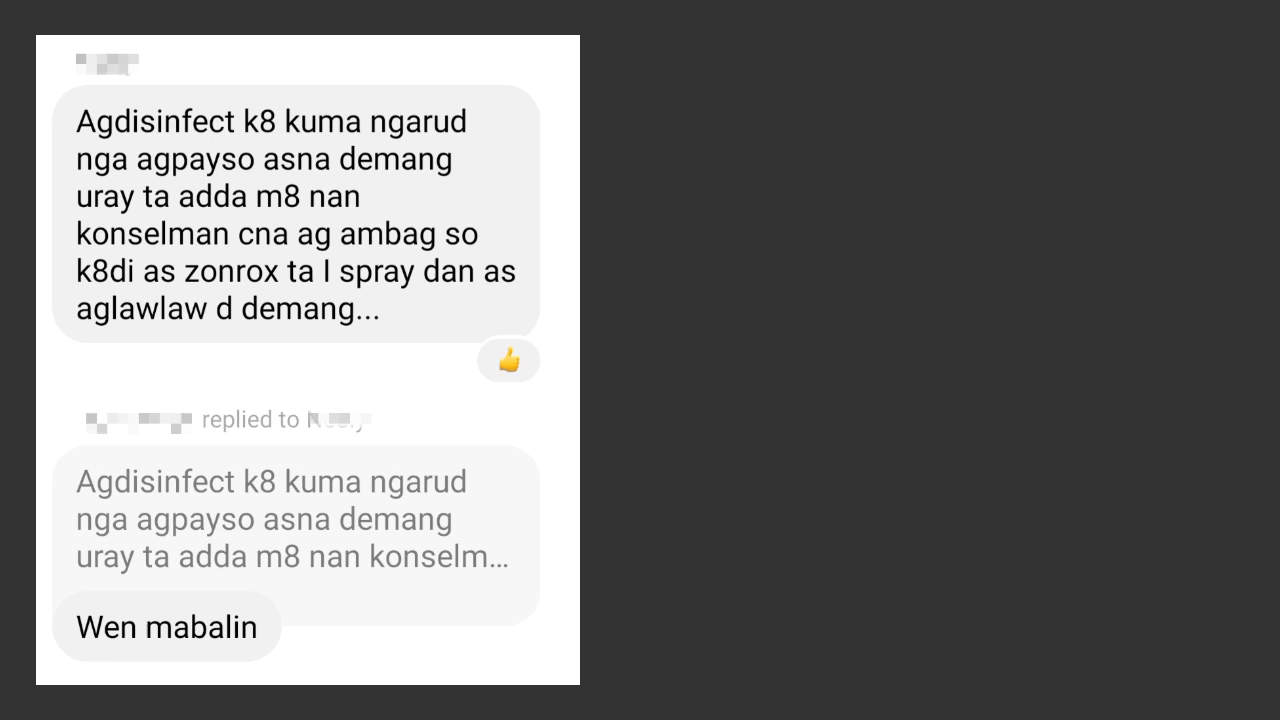 Agdisinfect k8 kuma ngarud
nga agpayso asna demang
uray ta adda m8 nan
konselman cna ag ambag so
k8di as zonrox ta I spray dan as
aglawlaw d demang...
👍
replied to
Agdisinfect k8 kuma ngarud
nga agpayso asna demang
uray ta adda m8 nan konselm...
Wen mabalin